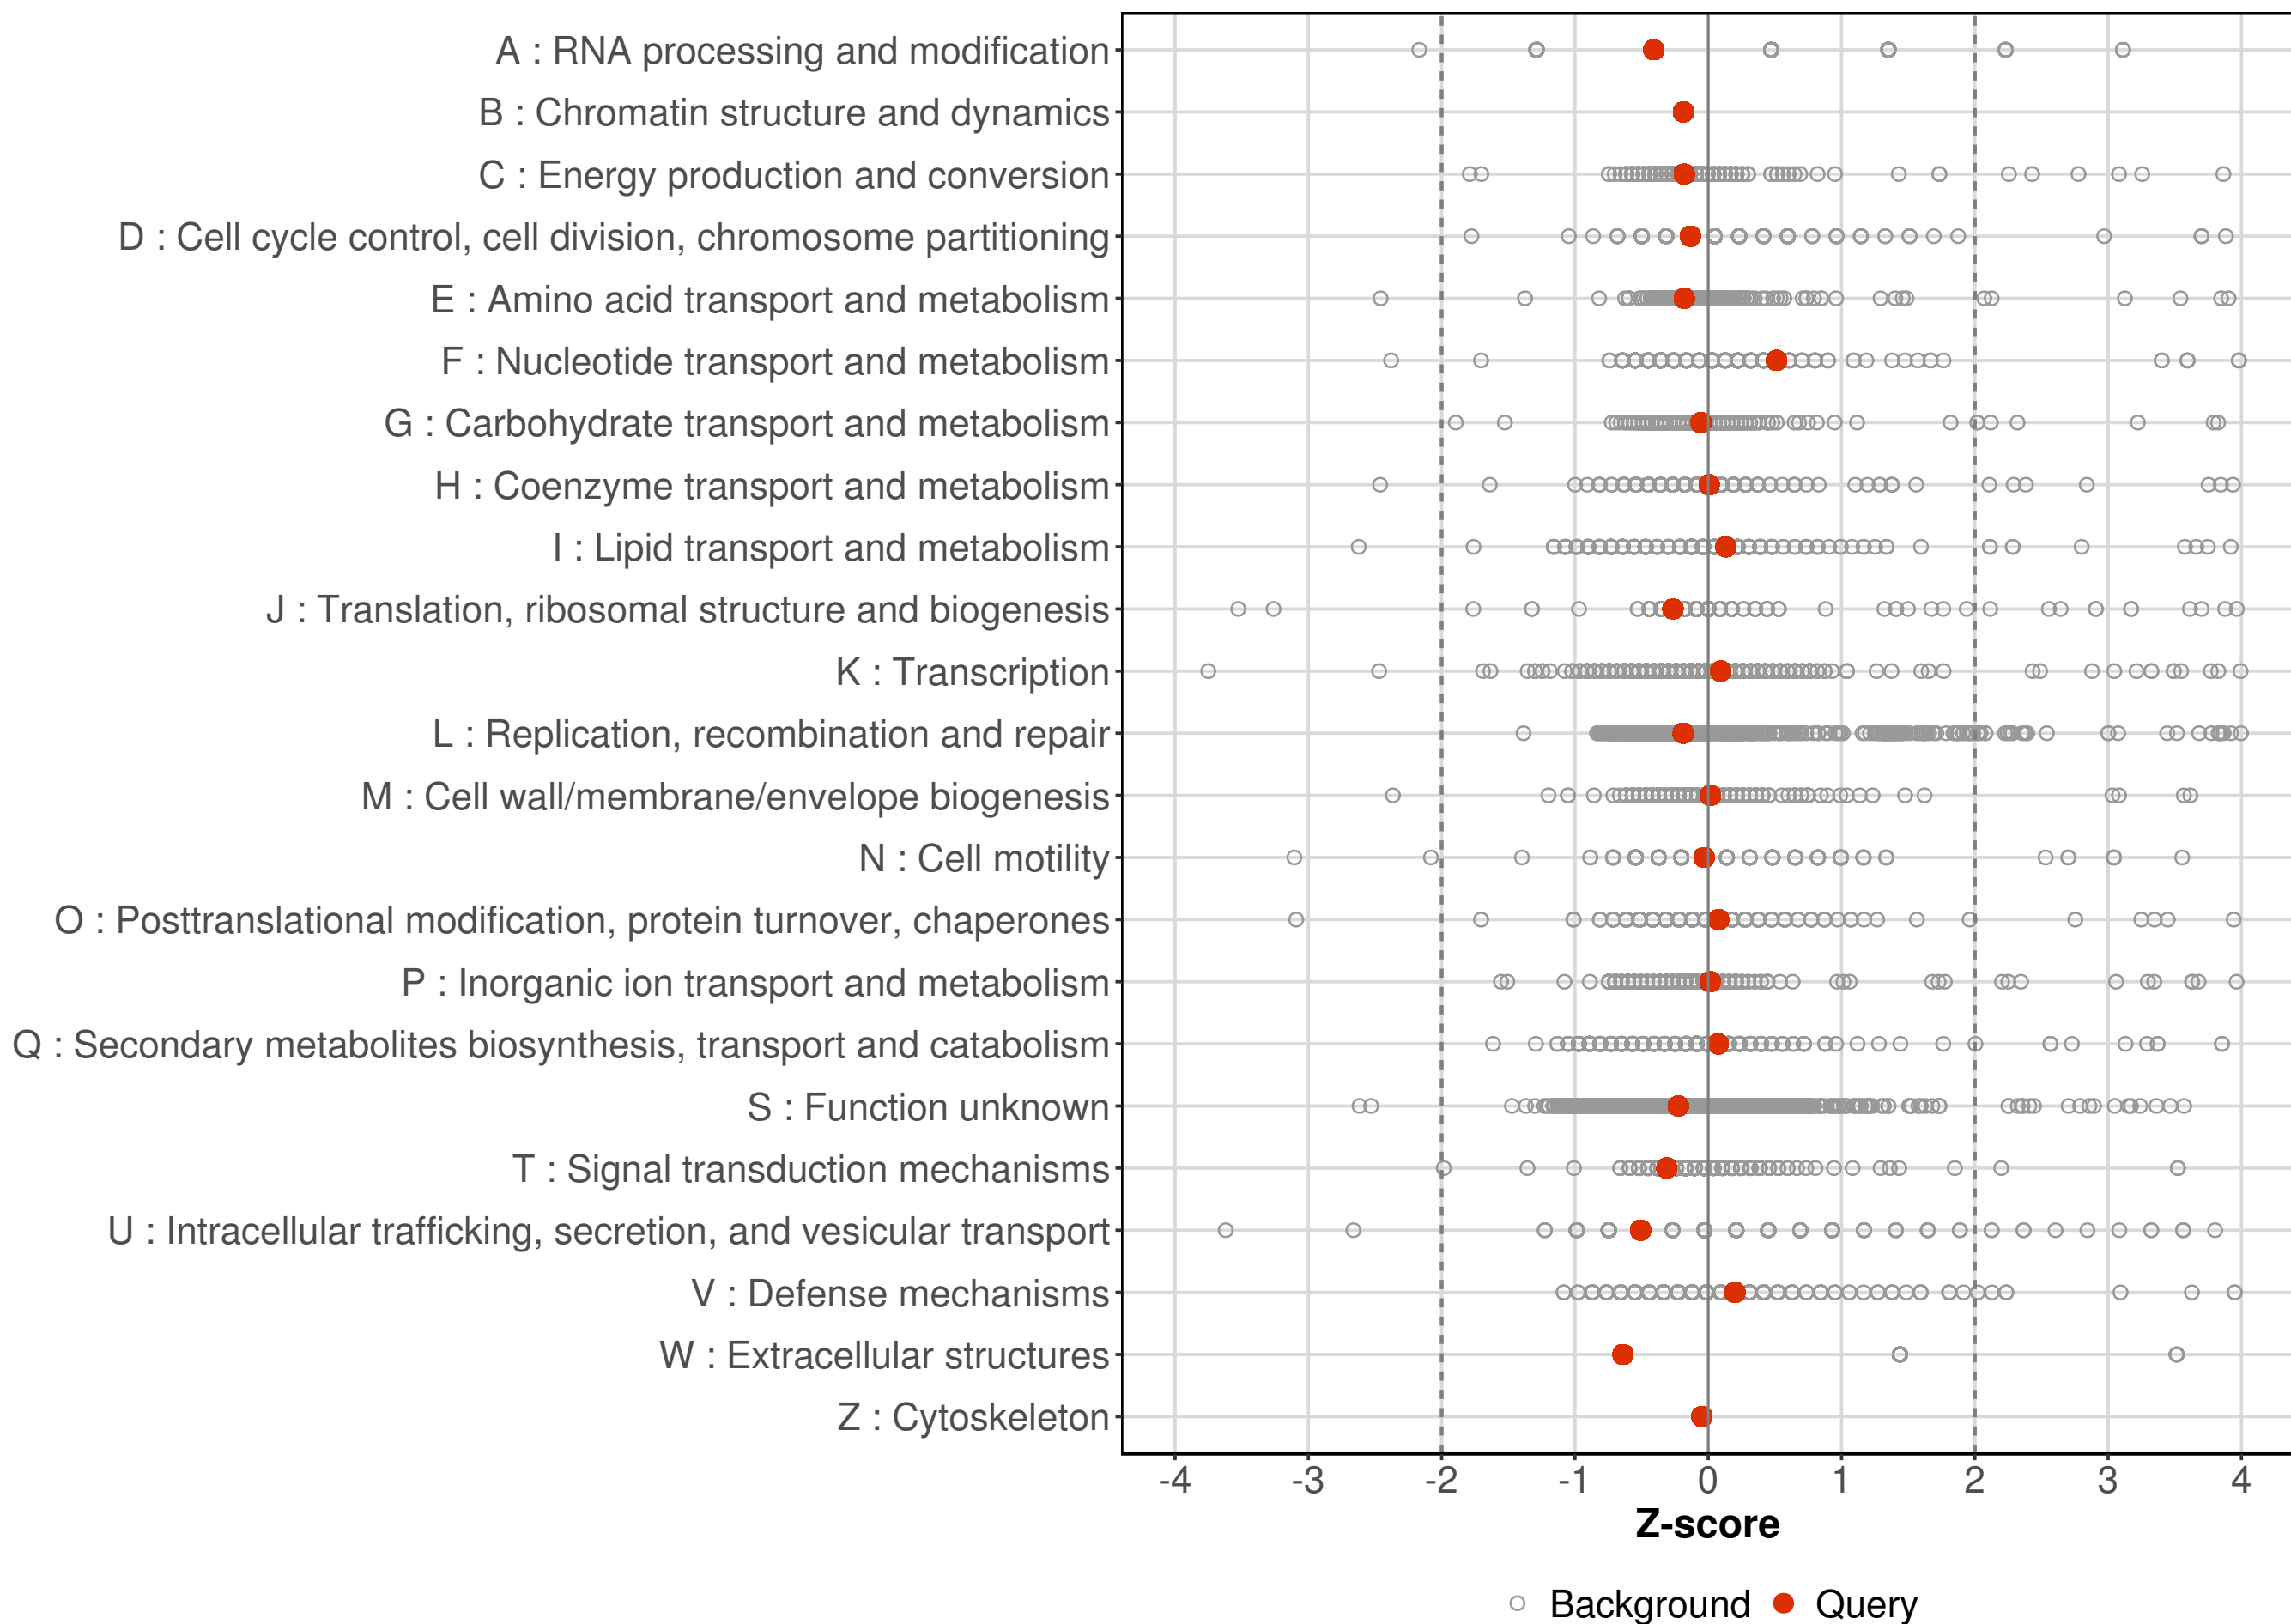 A : RNA processing and modification
B : Chromatin structure and dynamics
C : Energy production and conversion
D : Cell cycle control, cell division, chromosome partitioning
E : Amino acid transport and metabolism
F : Nucleotide transport and metabolism
G : Carbohydrate transport and metabolism
H : Coenzyme transport and metabolism
I : Lipid transport and metabolism
J : Translation, ribosomal structure and biogenesis
K : Transcription
L : Replication, recombination and repair
M : Cell wall/membrane/envelope biogenesis
N : Cell motility
O : Posttranslational modification, protein turnover, chaperones
P : Inorganic ion transport and metabolism
Q : Secondary metabolites biosynthesis, transport and catabolism
S : Function unknown
T : Signal transduction mechanisms
U : Intracellular trafficking, secretion, and vesicular transport
V : Defense mechanisms
W : Extracellular structures
Z : Cytoskeleton
-4 -3 -2 -1 0 1 2 3 4
Z-score
Background Query